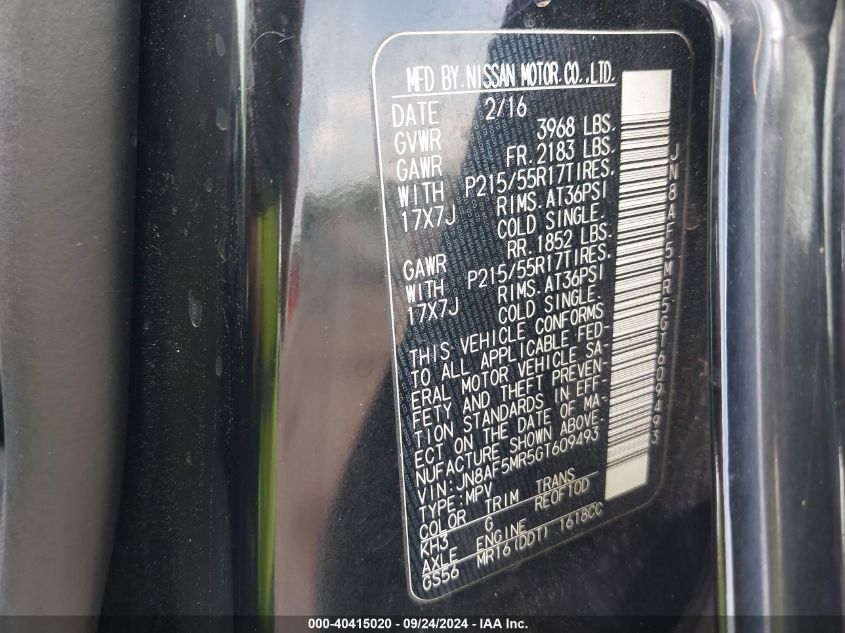 MFD BY.NISSAN MOTOR.CO.,LTD.
DATE 2/16
GVWR 3968 LBS.
GAWR FR. 2183 LBS.
WITH P215/55R17TIRES.
17X7J RIMS. AT36PSI
COLD SINGLE.
GAWR RR. 1852 LBS.
WITH P215/55R17TIRES.
17X7J RIMS. AT36PSI
COLD SINGLE.
THIS VEHICLE CONFORMS
TO ALL APPLICABLE FED-
ERAL MOTOR VEHICLE SA-
FETY AND THEFT PREVEN-
TION STANDARDS IN EFF-
ECT ON THE DATE OF MA-
NUFACTURE SHOWN ABOVE.
VIN: JN8AF5MR5GT609493
TYPE: MPV
COLOR TRIM TRANS
KH3 G RE0F10D
AXLE ENGINE
GS56 MR16 (DDT) 1618CC
JN8AF5MR5GT609493
000-40415020 - 09/24/2024 - IAA Inc.